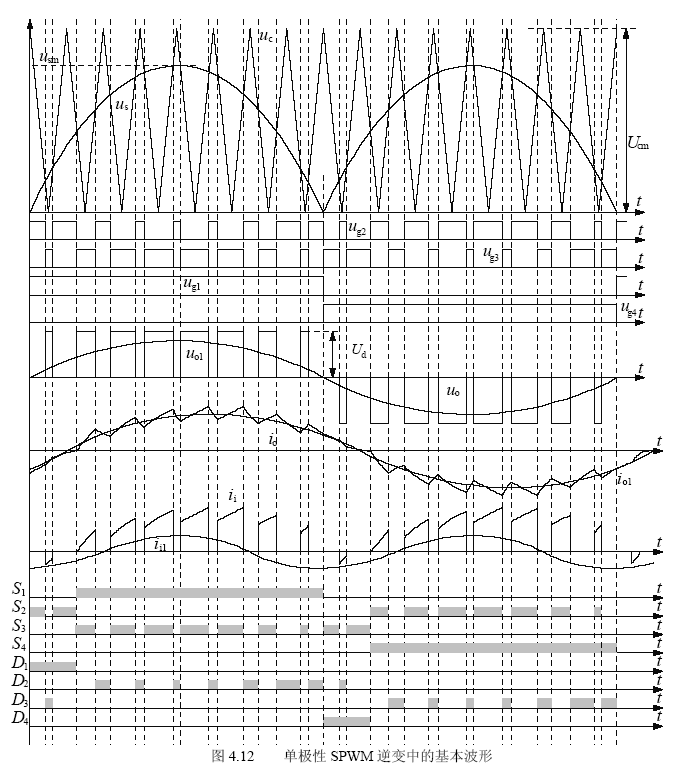 u_c
u_sm
u_s
U_cm
t
u_g2
t
u_g3
t
u_g1
t
u_g4 t
u_o1
U_d
t
u_o
i_o
t
i_o1
i_i
i_i1
t
S_1
t
S_2
t
S_3
t
S_4
t
D_1
t
D_2
t
D_3
t
D_4
t
图 4.12 单极性 SPWM 逆变中的基本波形